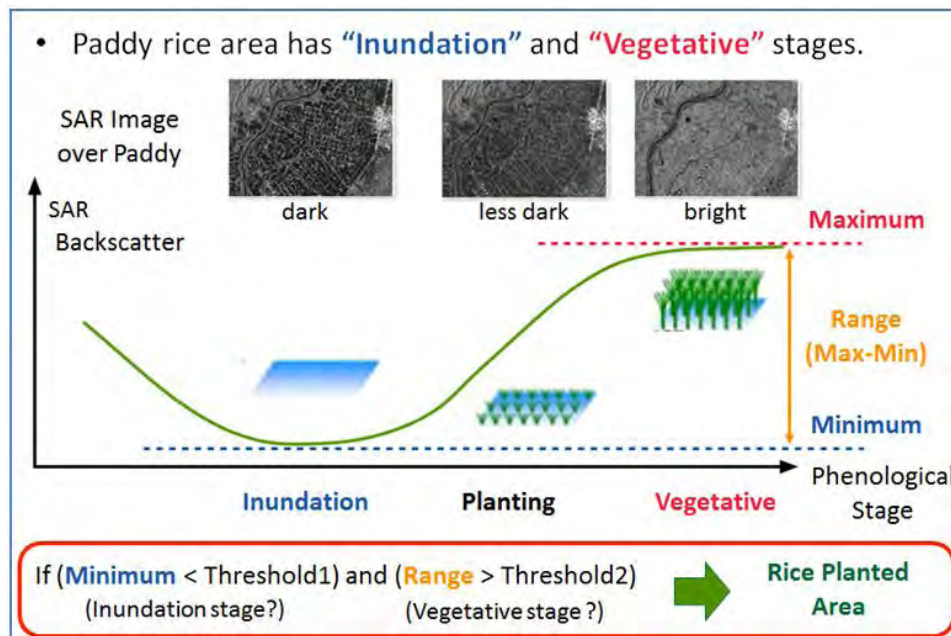 • Paddy rice area has “Inundation” and “Vegetative” stages.
SAR Image
over Paddy
dark
less dark
bright
SAR
Backscatter
Maximum
Range
(Max-Min)
Minimum
Phenological
Stage
Inundation
Planting
Vegetative
If (Minimum < Threshold1) and (Range > Threshold2)
(Inundation stage?)
(Vegetative stage ?)
Rice Planted
Area